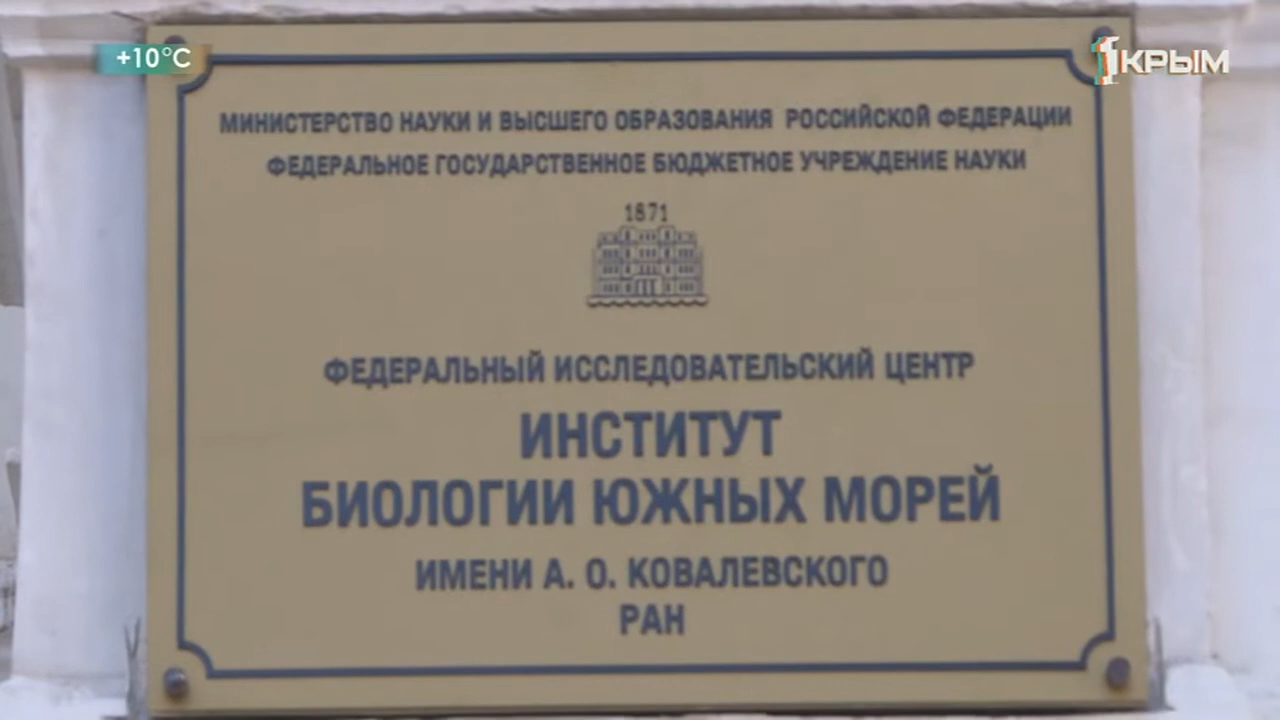 +10°C
1КРЫМ
МИНИСТЕРСТВО НАУКИ И ВЫСШЕГО ОБРАЗОВАНИЯ РОССИЙСКОЙ ФЕДЕРАЦИИ
ФЕДЕРАЛЬНОЕ ГОСУДАРСТВЕННОЕ БЮДЖЕТНОЕ УЧРЕЖДЕНИЕ НАУКИ
1871
ФЕДЕРАЛЬНЫЙ ИССЛЕДОВАТЕЛЬСКИЙ ЦЕНТР
ИНСТИТУТ
БИОЛОГИИ ЮЖНЫХ МОРЕЙ
ИМЕНИ А. О. КОВАЛЕВСКОГО
РАН